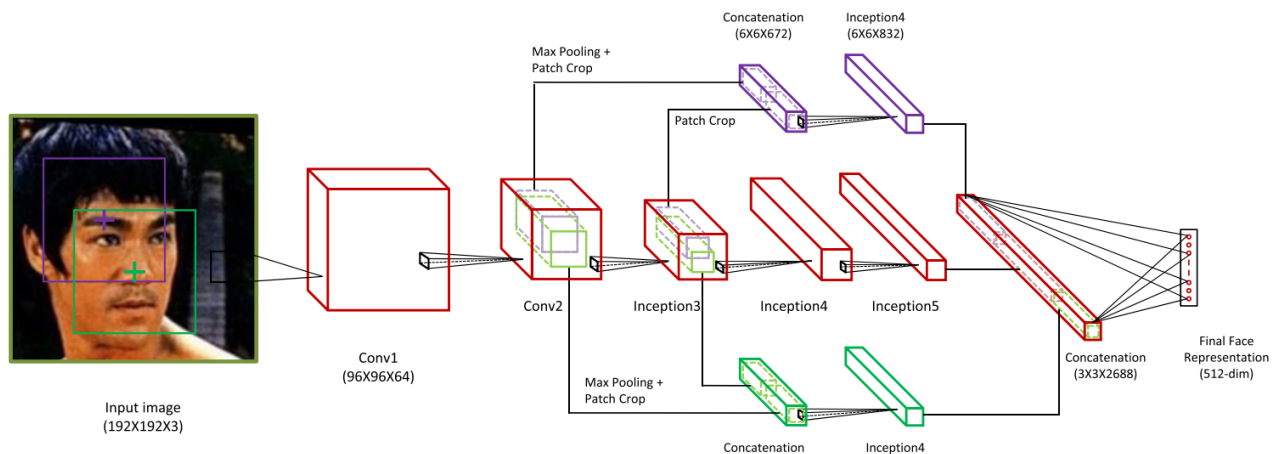 Concatenation
(6X6X672)
Inception4
(6X6X832)
Max Pooling +
Patch Crop
Patch Crop
Conv2
Inception3
Inception4
Inception5
Conv1
(96X96X64)
Input image
(192X192X3)
Max Pooling +
Patch Crop
Concatenation
Inception4
Concatenation
(3X3X2688)
Final Face
Representation
(512-dim)